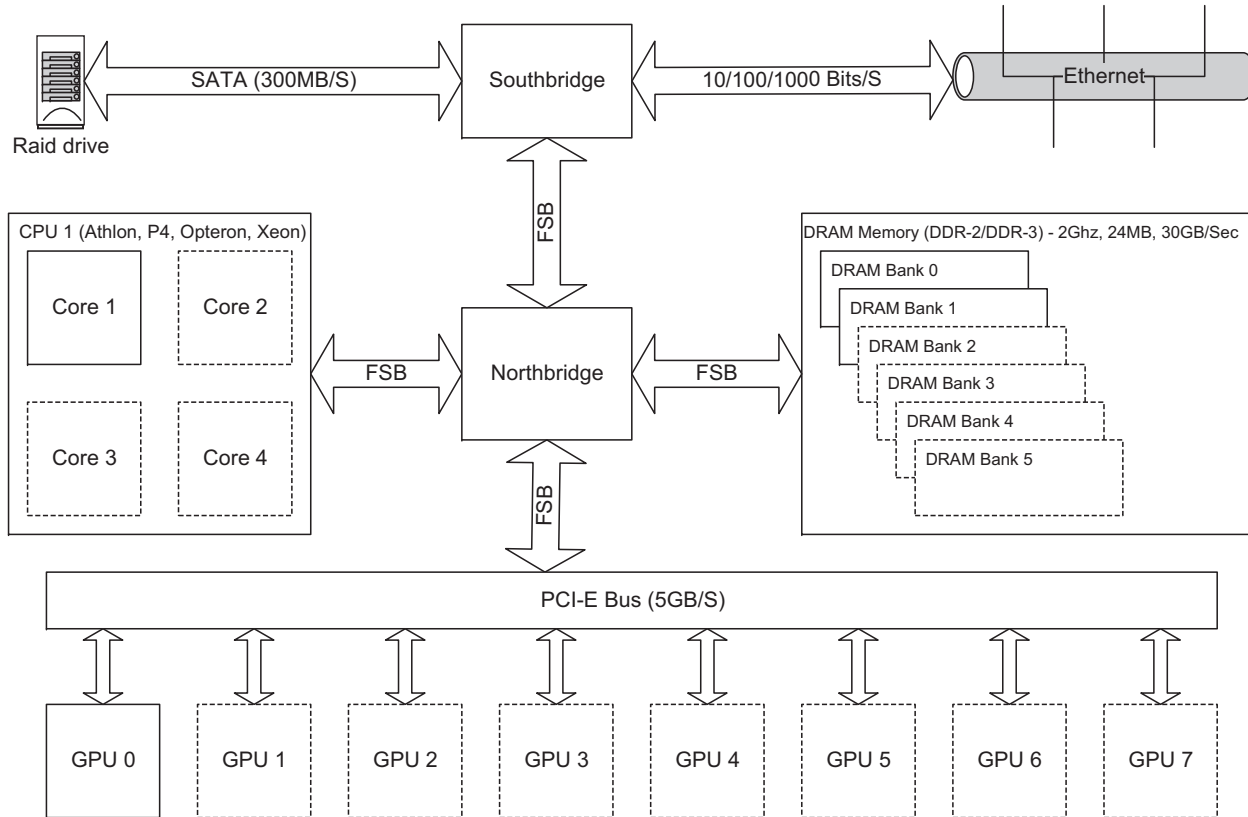 SATA (300MB/S)
Southbridge
10/100/1000 Bits/S
Ethernet
Raid drive
FSB
CPU 1 (Athlon, P4, Opteron, Xeon)
Core 1
Core 2
Core 3
Core 4
FSB
Northbridge
FSB
DRAM Memory (DDR-2/DDR-3) - 2Ghz, 24MB, 30GB/Sec
DRAM Bank 0
DRAM Bank 1
DRAM Bank 2
DRAM Bank 3
DRAM Bank 4
DRAM Bank 5
FSB
PCI-E Bus (5GB/S)
GPU 0
GPU 1
GPU 2
GPU 3
GPU 4
GPU 5
GPU 6
GPU 7